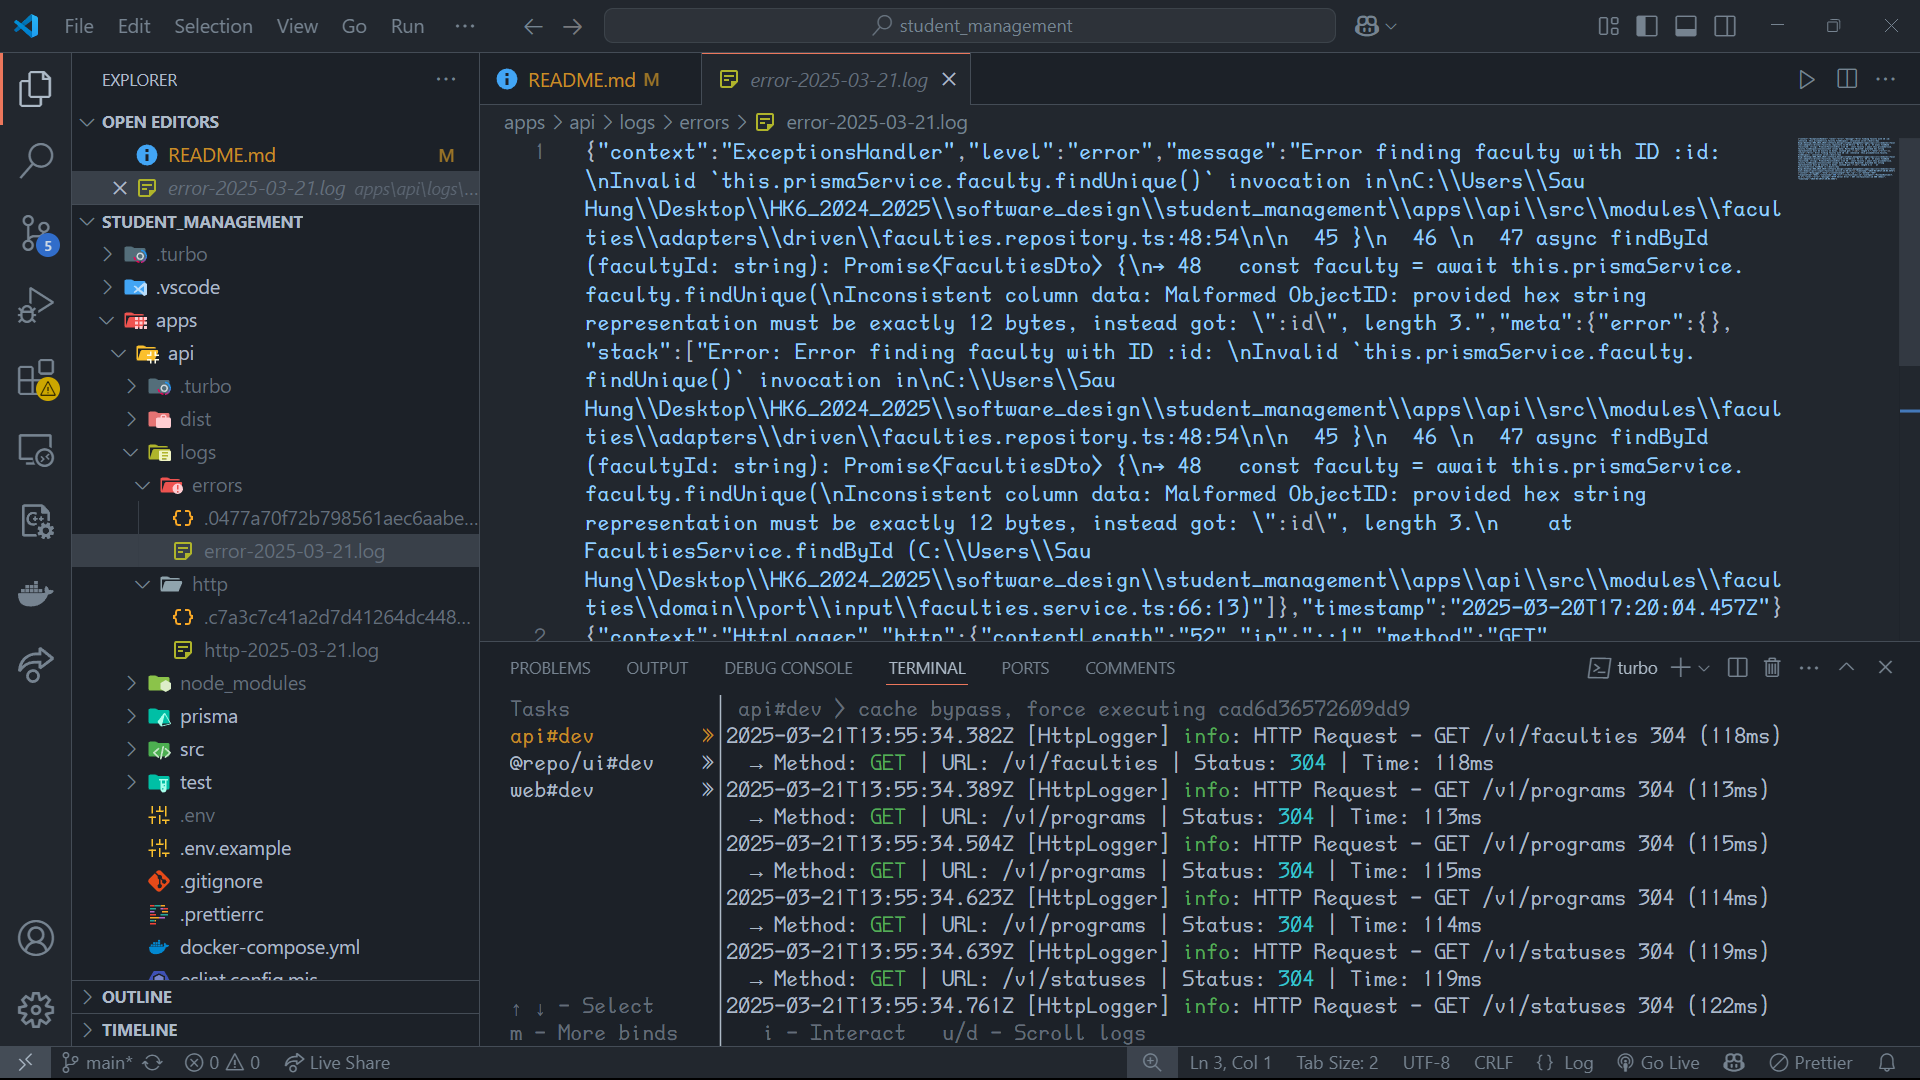 File Edit Selection View Go Run ··· student_management
EXPLORER ···
OPEN EDITORS
README.md M
error-2025-03-21.log apps\api\logs\...
STUDENT_MANAGEMENT
.turbo
.vscode
apps
api
.turbo
dist
logs
errors
.0477a70f72b798561aec6aabe...
error-2025-03-21.log
http
.c7a3c7c41a2d7d41264dc448...
http-2025-03-21.log
node_modules
prisma
src
test
.env
.env.example
.gitignore
.prettierrc
docker-compose.yml
eslint.config.mjs
OUTLINE
TIMELINE
5
README.md M error-2025-03-21.log
apps > api > logs > errors > error-2025-03-21.log
1 {"context":"ExceptionsHandler","level":"error","message":"Error finding faculty with ID :id:
\nInvalid `this.prismaService.faculty.findUnique()` invocation in\nC:\\Users\\Sau
Hung\\Desktop\\HK6_2024_2025\\software_design\\student_management\\apps\\api\\src\\modules\\facul
ties\\adapters\\driven\\faculties.repository.ts:48:54\n\n  45 }\n  46 \n  47 async findById
(facultyId: string): Promise<FacultiesDto> {\n→ 48   const faculty = await this.prismaService.
faculty.findUnique(\nInconsistent column data: Malformed ObjectID: provided hex string
representation must be exactly 12 bytes, instead got: \":id\", length 3.","meta":{"error":{},
"stack":["Error: Error finding faculty with ID :id: \nInvalid `this.prismaService.faculty.
findUnique()` invocation in\nC:\\Users\\Sau
Hung\\Desktop\\HK6_2024_2025\\software_design\\student_management\\apps\\api\\src\\modules\\facul
ties\\adapters\\driven\\faculties.repository.ts:48:54\n\n  45 }\n  46 \n  47 async findById
(facultyId: string): Promise<FacultiesDto> {\n→ 48   const faculty = await this.prismaService.
faculty.findUnique(\nInconsistent column data: Malformed ObjectID: provided hex string
representation must be exactly 12 bytes, instead got: \":id\", length 3.\n    at
FacultiesService.findById (C:\\Users\\Sau
Hung\\Desktop\\HK6_2024_2025\\software_design\\student_management\\apps\\api\\src\\modules\\facul
ties\\domain\\port\\input\\faculties.service.ts:66:13)"]},"timestamp":"2025-03-20T17:20:04.457Z"}
2 {"context":"HttpLogger","http":{"contentLength":"52","ip":"::1","method":"GET"
PROBLEMS OUTPUT DEBUG CONSOLE TERMINAL PORTS COMMENTS turbo
Tasks
api#dev »
@repo/ui#dev »
web#dev »
↑ ↓ - Select
m - More binds
api#dev > cache bypass, force executing cad6d36572609dd9
2025-03-21T13:55:34.382Z [HttpLogger] info: HTTP Request - GET /v1/faculties 304 (118ms)
→ Method: GET | URL: /v1/faculties | Status: 304 | Time: 118ms
2025-03-21T13:55:34.389Z [HttpLogger] info: HTTP Request - GET /v1/programs 304 (113ms)
→ Method: GET | URL: /v1/programs | Status: 304 | Time: 113ms
2025-03-21T13:55:34.504Z [HttpLogger] info: HTTP Request - GET /v1/programs 304 (115ms)
→ Method: GET | URL: /v1/programs | Status: 304 | Time: 115ms
2025-03-21T13:55:34.623Z [HttpLogger] info: HTTP Request - GET /v1/programs 304 (114ms)
→ Method: GET | URL: /v1/programs | Status: 304 | Time: 114ms
2025-03-21T13:55:34.639Z [HttpLogger] info: HTTP Request - GET /v1/statuses 304 (119ms)
→ Method: GET | URL: /v1/statuses | Status: 304 | Time: 119ms
2025-03-21T13:55:34.761Z [HttpLogger] info: HTTP Request - GET /v1/statuses 304 (122ms)
i - Interact u/d - Scroll logs
main* 0 0 Live Share Ln 3, Col 1 Tab Size: 2 UTF-8 CRLF {} Log Go Live Prettier